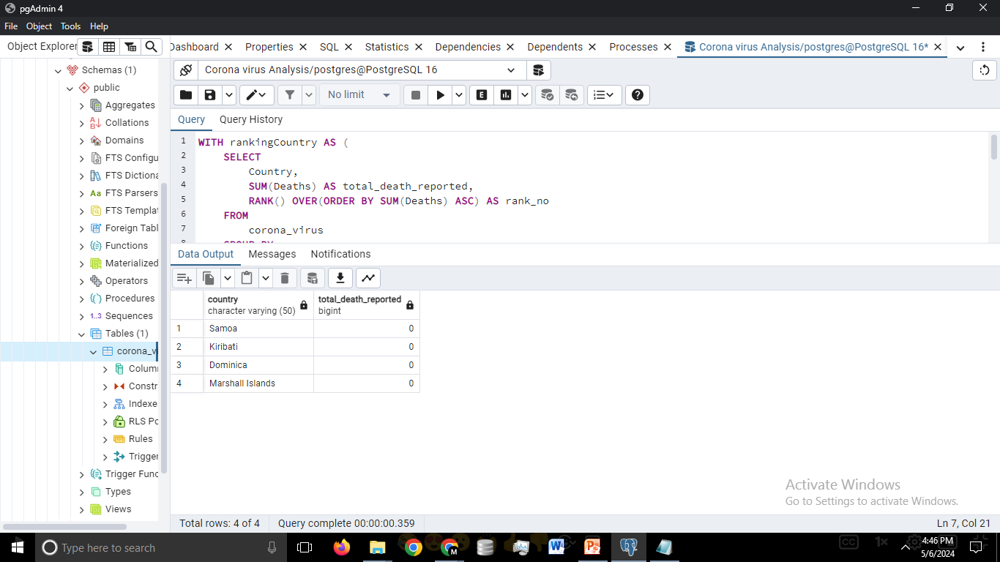 pgAdmin 4
File Object Tools Help
Object Explorer
Dashboard Properties SQL Statistics Dependencies Dependents Processes Corona virus Analysis/postgres@PostgreSQL 16*
Schemas (1)
public
Aggregates
Collations
Domains
FTS Configu
FTS Dictiona
Aa FTS Parsers
FTS Templat
Foreign Tabl
Functions
Materialized
Operators
Procedures
1..3 Sequences
Tables (1)
corona_v
Colum
Constr
Indexe
RLS Po
Rules
Trigger
Trigger Func
Types
Views
Corona virus Analysis/postgres@PostgreSQL 16
No limit
E
Query Query History
1 WITH rankingCountry AS (
2 SELECT
3 Country,
4 SUM(Deaths) AS total_death_reported,
5 RANK() OVER(ORDER BY SUM(Deaths) ASC) AS rank_no
6 FROM
7 corona_virus
8 GROUP BY
Data Output Messages Notifications
country total_death_reported
character varying (50) bigint
1 Samoa 0
2 Kiribati 0
3 Dominica 0
4 Marshall Islands 0
Activate Windows
Go to Settings to activate Windows.
Total rows: 4 of 4 Query complete 00:00:00.359 Ln 7, Col 21
Type here to search
CC 1x
4:46 PM
5/6/2024